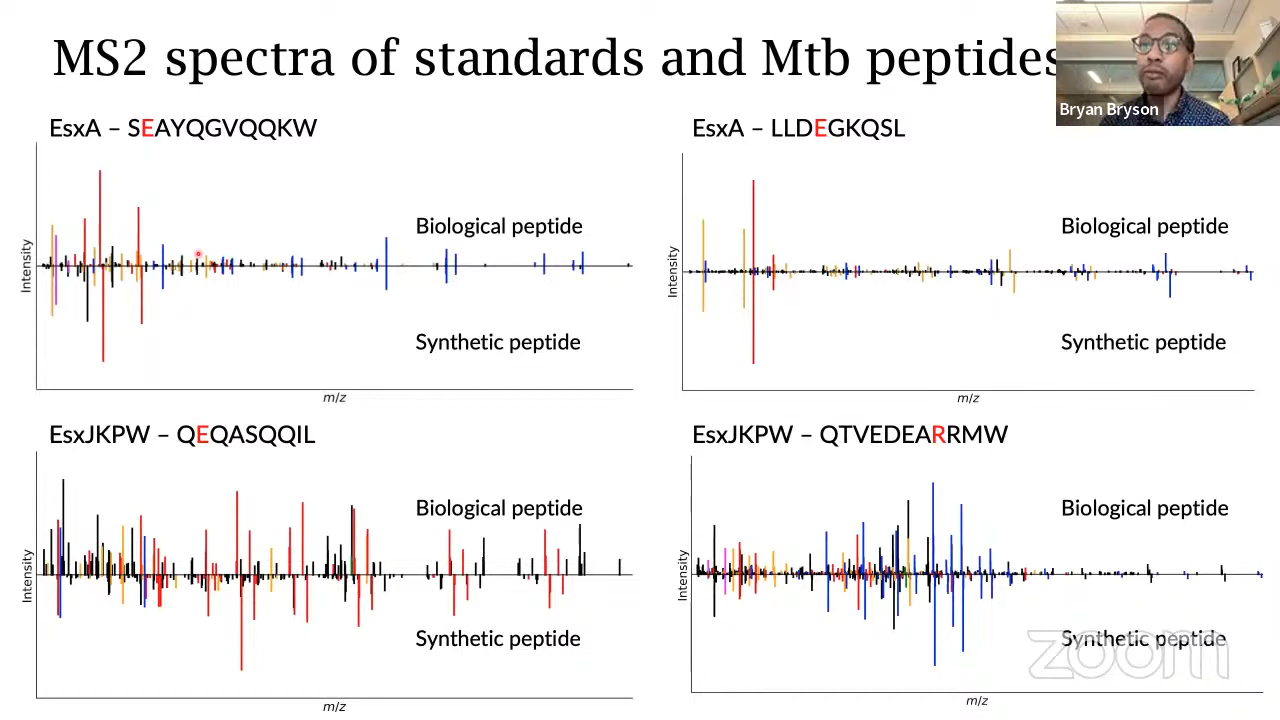 MS2 spectra of standards and Mtb peptides
Bryan Bryson
EsxA – SEAYQGVQQKW
Intensity
Biological peptide
Synthetic peptide
m/z
EsxA – LLDEGKQSL
Intensity
Biological peptide
Synthetic peptide
m/z
EsxJKPW – QEQASQQIL
Intensity
Biological peptide
Synthetic peptide
m/z
EsxJKPW – QTVEDEARRMW
Intensity
Biological peptide
Synthetic peptide
m/z
zoom